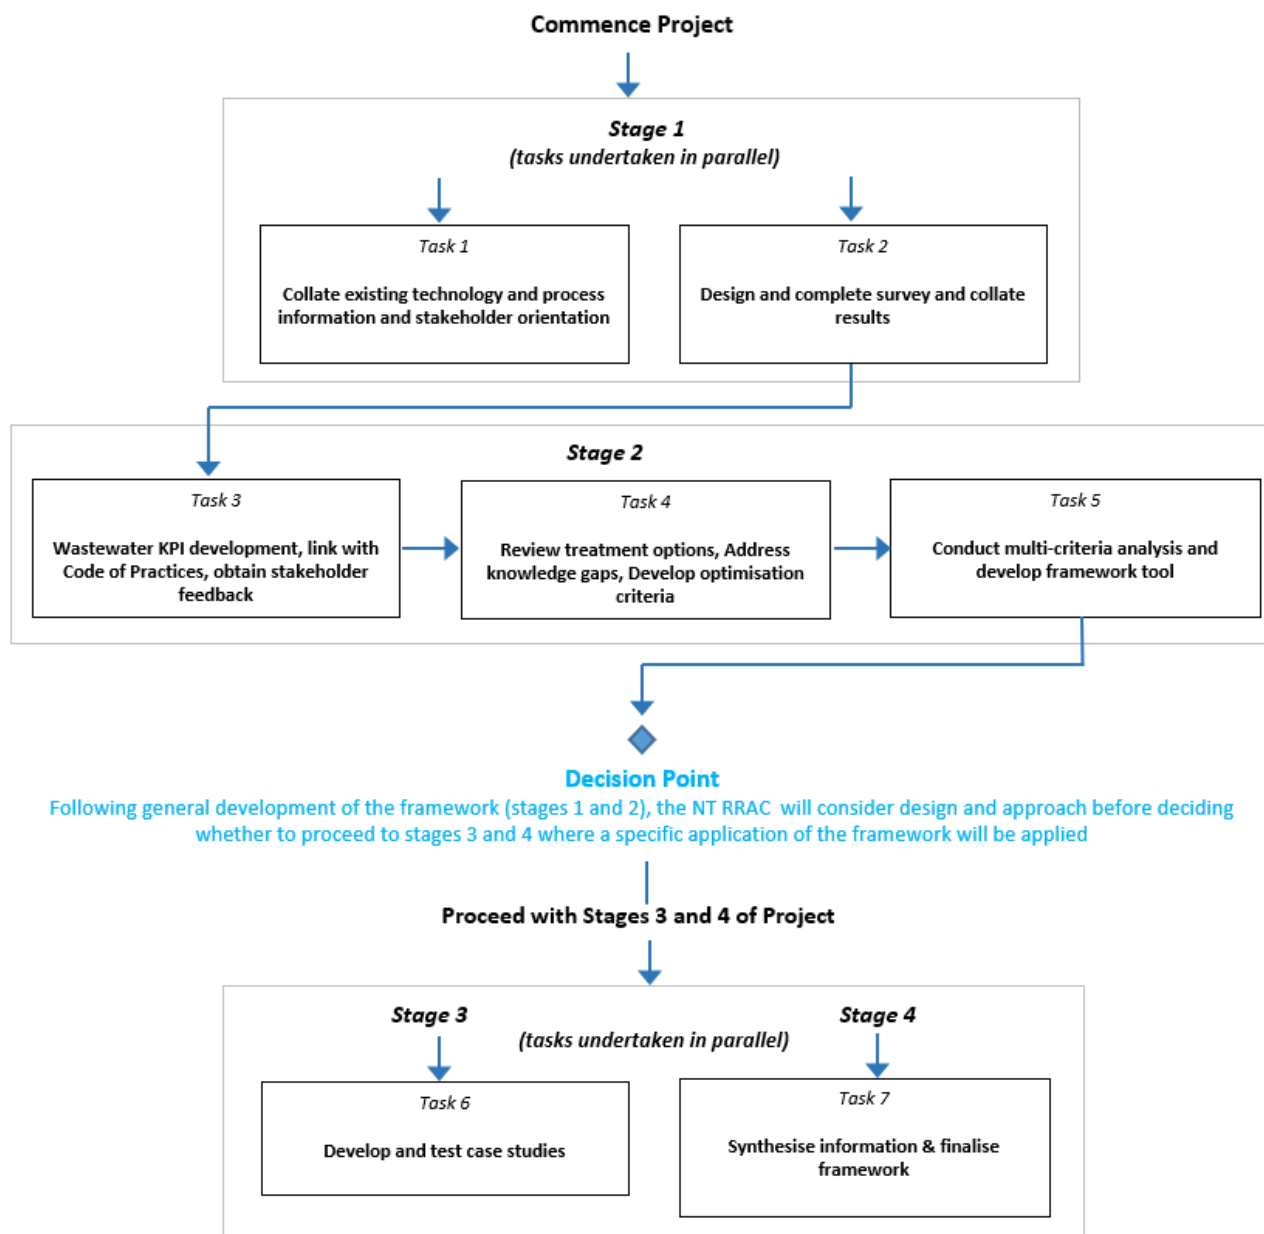 Commence Project
Stage 1
(tasks undertaken in parallel)
Task 1
Collate existing technology and process
information and stakeholder orientation
Task 2
Design and complete survey and collate
results
Stage 2
Task 3
Wastewater KPI development, link with
Code of Practices, obtain stakeholder
feedback
Task 4
Review treatment options, Address
knowledge gaps, Develop optimisation
criteria
Task 5
Conduct multi-criteria analysis and
develop framework tool
Decision Point
Following general development of the framework (stages 1 and 2), the NT RRAC will consider design and approach before deciding
whether to proceed to stages 3 and 4 where a specific application of the framework will be applied
Proceed with Stages 3 and 4 of Project
Stage 3
Stage 4
(tasks undertaken in parallel)
Task 6
Develop and test case studies
Task 7
Synthesise information & finalise
framework